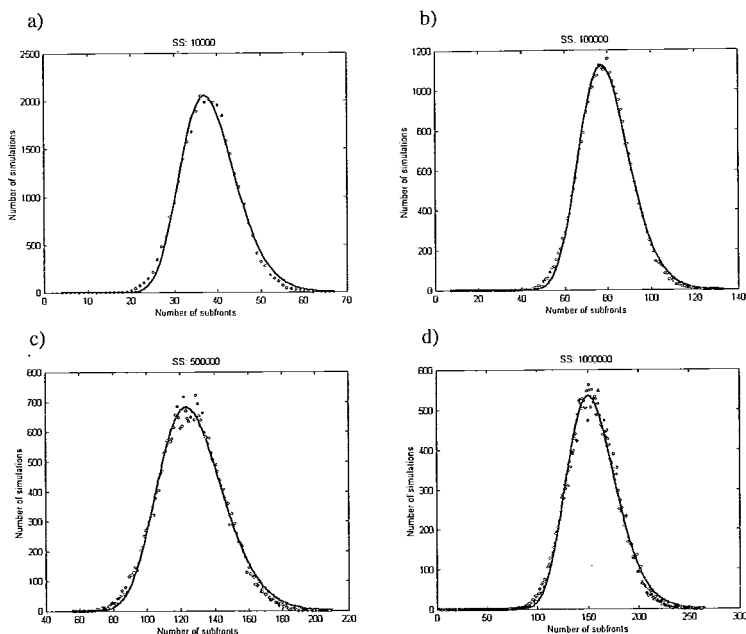 a)
SS: 10000
2500
2000
1500
1000
500
0
0 10 20 30 40 50 60 70
Number of simulations
Number of subfronts
b)
SS: 100000
1200
1000
800
600
400
200
0
0 20 40 60 80 100 120 140
Number of simulations
Number of subfronts
c)
SS: 500000
800
700
600
500
400
300
200
100
0
40 60 80 100 120 140 160 180 200 220
Number of simulations
Number of subfronts
d)
SS: 1000000
600
500
400
300
200
100
0
0 50 100 150 200 250 300
Number of simulations
Number of subfronts